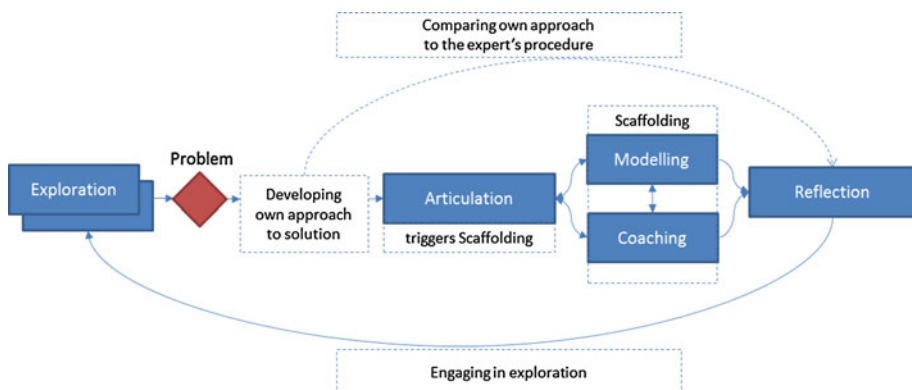 Comparing own approach
to the expert's procedure
Scaffolding
Problem
Modelling
Exploration
Developing
own approach
to solution
Articulation
Reflection
triggers Scaffolding
Coaching
Engaging in exploration